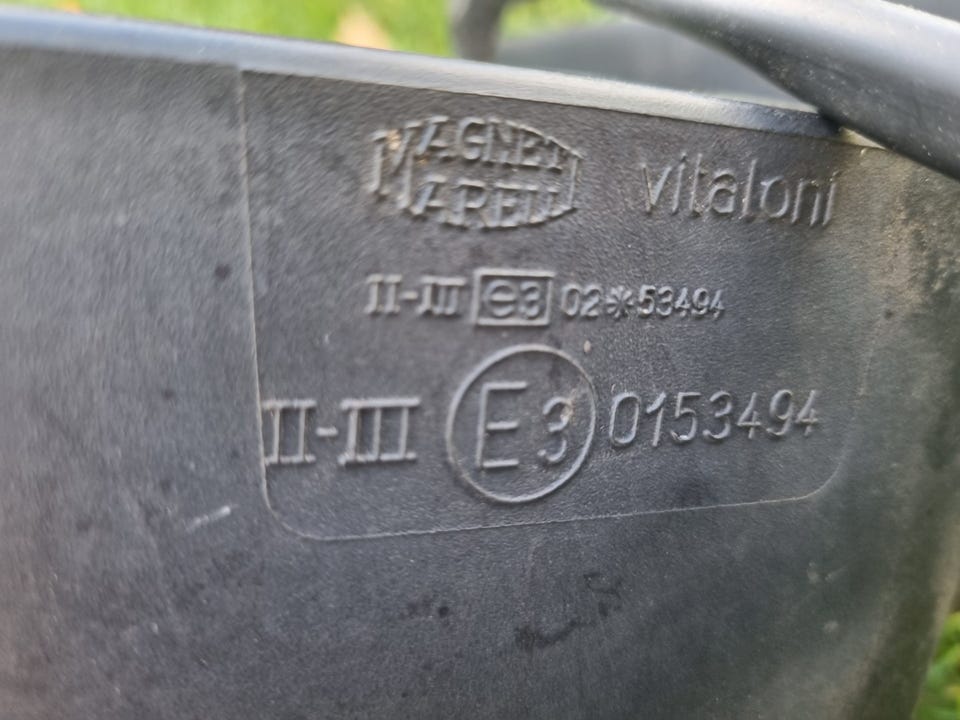 MAGNETI
MARELLI
vitaloni
II-III e3 02*53494
II-III E3 0153494